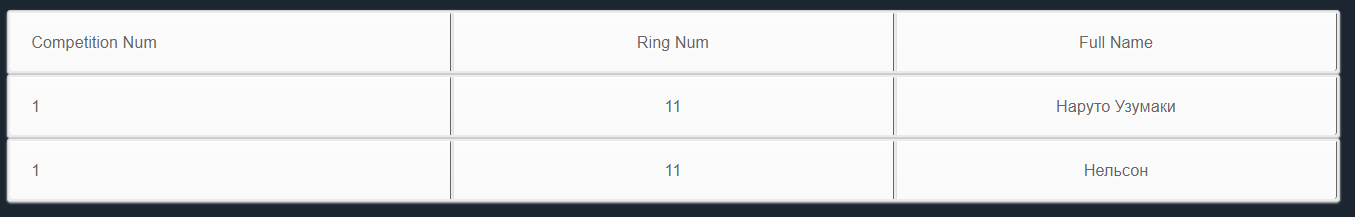 Competition Num Ring Num Full Name
1 11 Наруто Узумаки
1 11 Нельсон